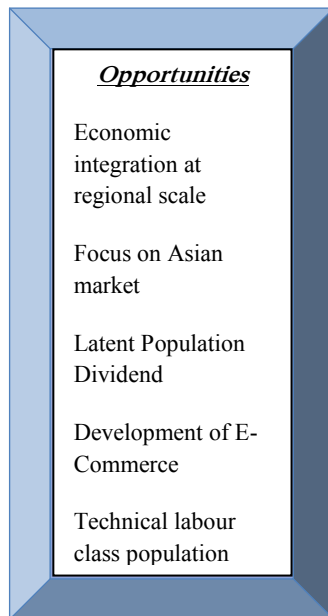 Opportunities
Economic
integration at
regional scale
Focus on Asian
market
Latent Population
Dividend
Development of E-
Commerce
Technical labour
class population